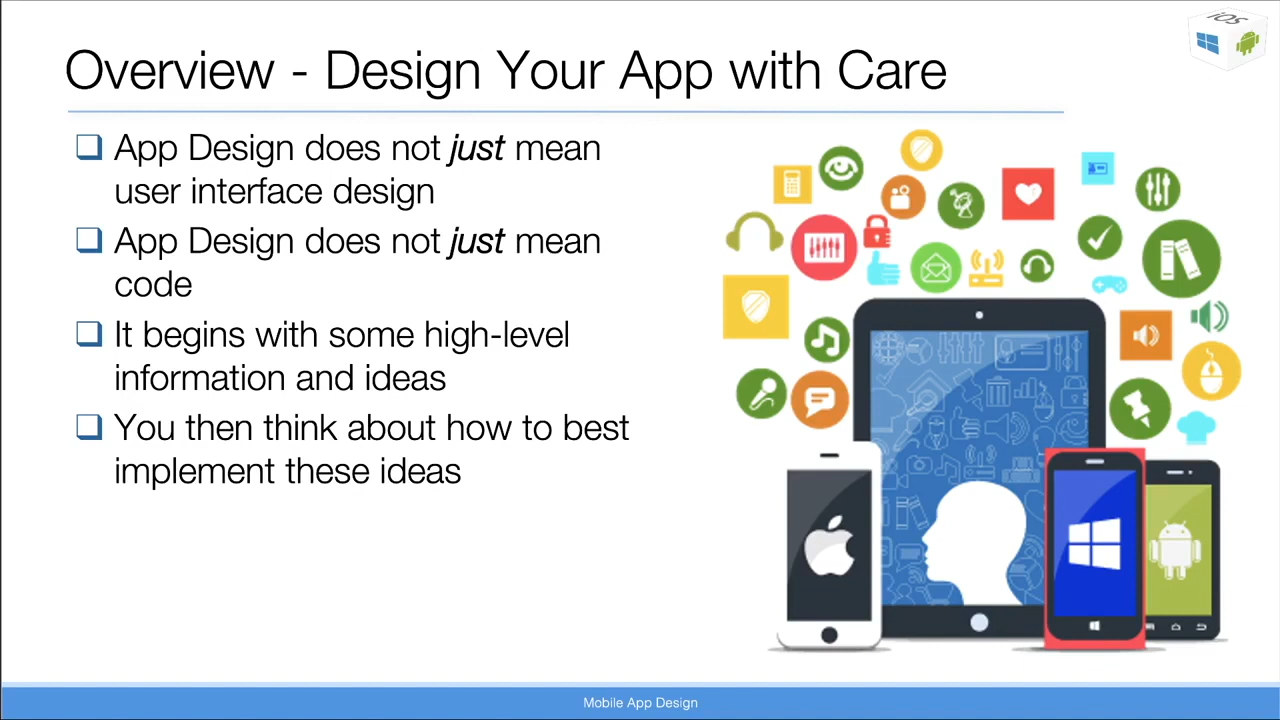 iOS
Overview - Design Your App with Care
App Design does not just mean
user interface design
App Design does not just mean
code
It begins with some high-level
information and ideas
You then think about how to best
implement these ideas
Mobile App Design